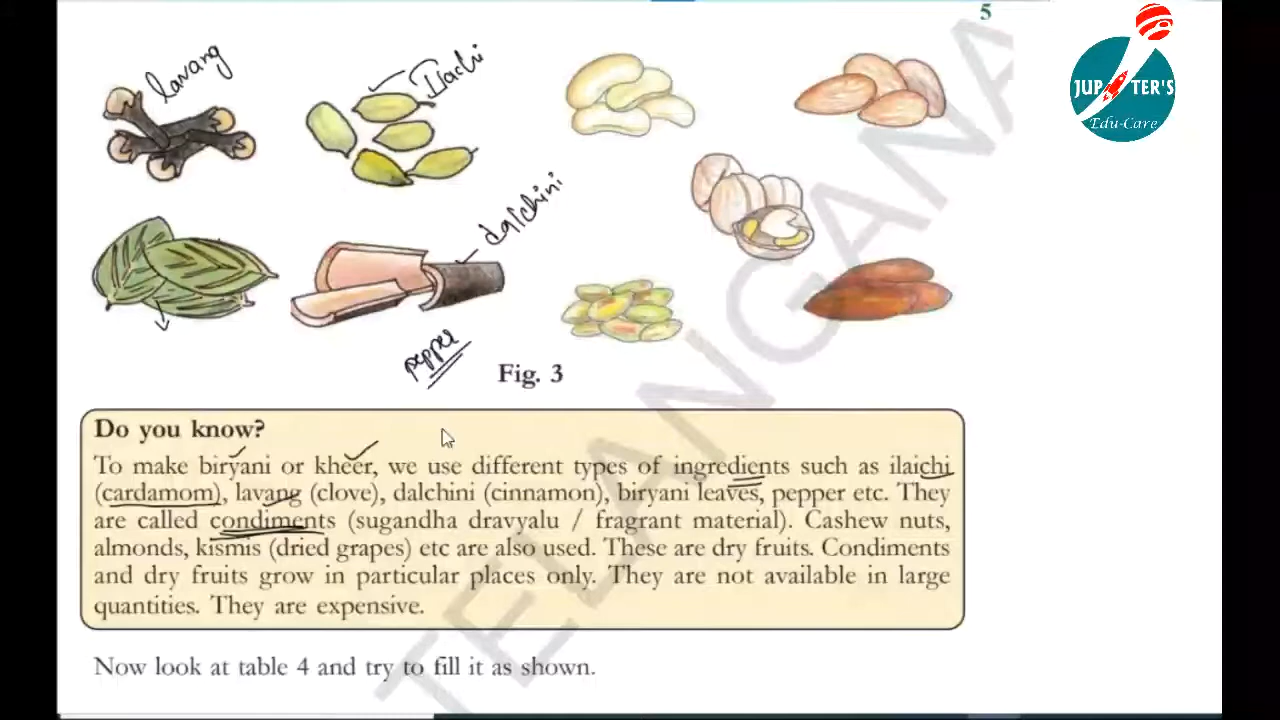 5
JUPITER'S
Edu-Care
lavang
Ilachi
dalchini
pepper
Fig. 3
Do you know?
To make biryani or kheer, we use different types of ingredients such as ilaichi
(cardamom), lavang (clove), dalchini (cinnamon), biryani leaves, pepper etc. They
are called condiments (sugandha dravyalu / fragrant material). Cashew nuts,
almonds, kismis (dried grapes) etc are also used. These are dry fruits. Condiments
and dry fruits grow in particular places only. They are not available in large
quantities. They are expensive.
Now look at table 4 and try to fill it as shown.
TELANGANA